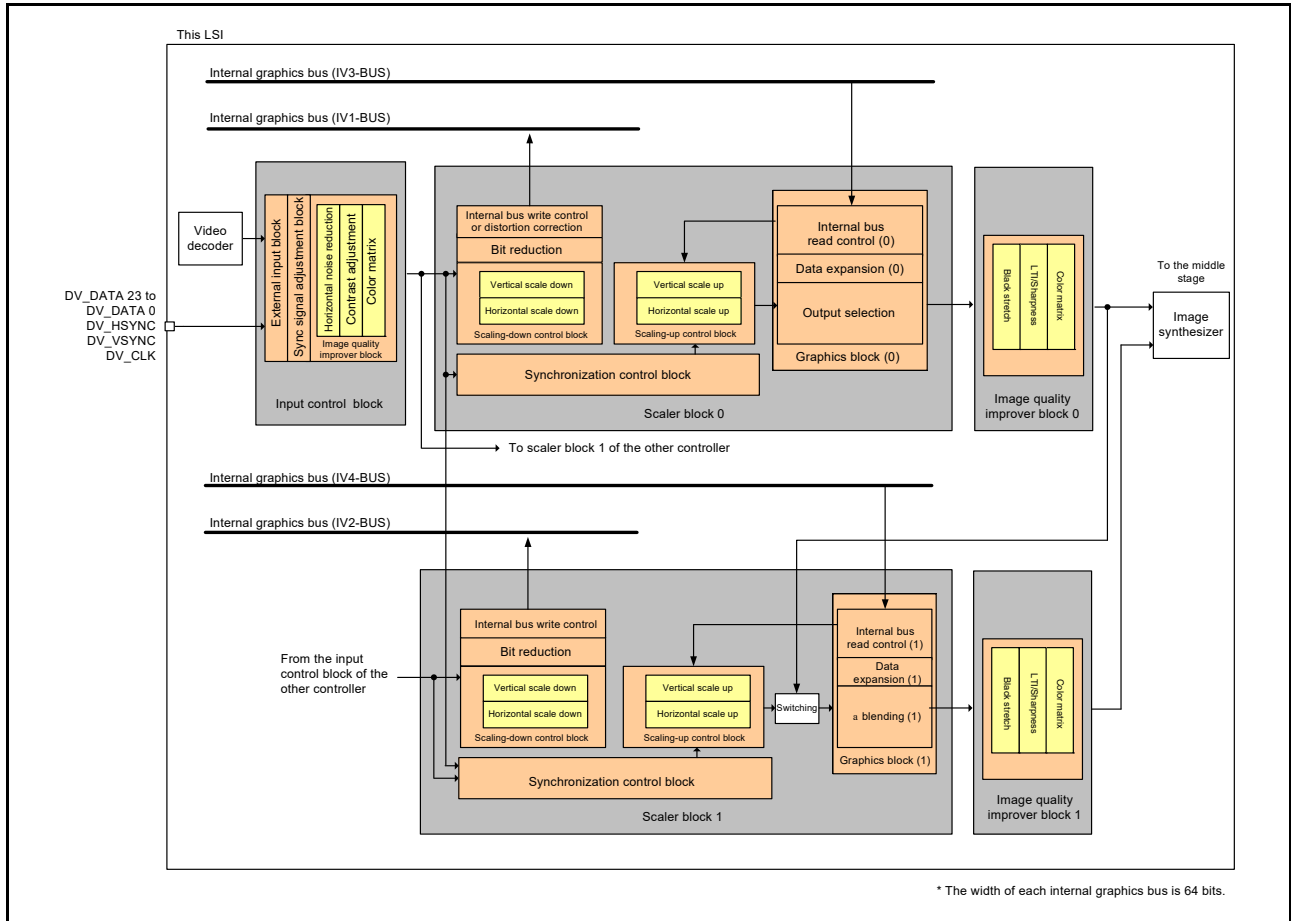 This LSI
Internal graphics bus (IV3-BUS)
Internal graphics bus (IV1-BUS)
Video
decoder
DV_DATA 23 to
DV_DATA 0
DV_HSYNC
DV_VSYNC
DV_CLK
External input block
Sync signal adjustment block
Horizontal noise reduction
Contrast adjustment
Color matrix
Image quality
improver block
Input control block
Internal bus write control
or distortion correction
Bit reduction
Vertical scale down
Horizontal scale down
Scaling-down control block
Vertical scale up
Horizontal scale up
Scaling-up control block
Synchronization control block
Internal bus
read control (0)
Data expansion (0)
Output selection
Graphics block (0)
Scaler block 0
Black stretch
LTI/Sharpness
Color matrix
Image quality
improver block 0
To the middle
stage
Image
synthesizer
To scaler block 1 of the other controller
Internal graphics bus (IV4-BUS)
Internal graphics bus (IV2-BUS)
From the input
control block of the
other controller
Internal bus write control
Bit reduction
Vertical scale down
Horizontal scale down
Scaling-down control block
Vertical scale up
Horizontal scale up
Scaling-up control block
Switching
Synchronization control block
Internal bus
read control (1)
Data
expansion (1)
a blending (1)
Graphics block (1)
Scaler block 1
Black stretch
LTI/Sharpness
Color matrix
Image quality
improver block 1
* The width of each internal graphics bus is 64 bits.